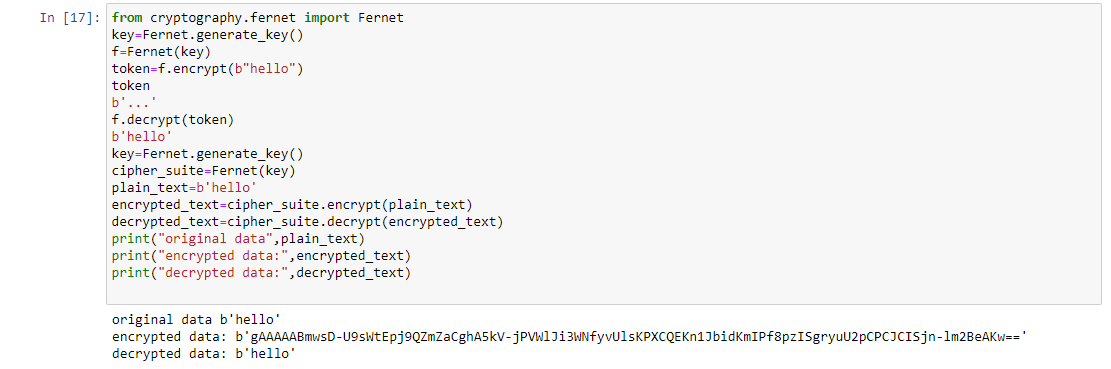 In [17]: from cryptography.fernet import Fernet
key=Fernet.generate_key()
f=Fernet(key)
token=f.encrypt(b"hello")
token
b'...'
f.decrypt(token)
b'hello'
key=Fernet.generate_key()
cipher_suite=Fernet(key)
plain_text=b'hello'
encrypted_text=cipher_suite.encrypt(plain_text)
decrypted_text=cipher_suite.decrypt(encrypted_text)
print("original data",plain_text)
print("encrypted data:",encrypted_text)
print("decrypted data:",decrypted_text)
original data b'hello'
encrypted data: b'gAAAAABmwsD-U9sWtEpj9QZmZaCghA5kV-jPVWlJi3WNfyvUlsKPXCQEKn1JbidKmIPf8pzISgryuU2pCPCJCISjn-lm2BeAKw=='
decrypted data: b'hello'